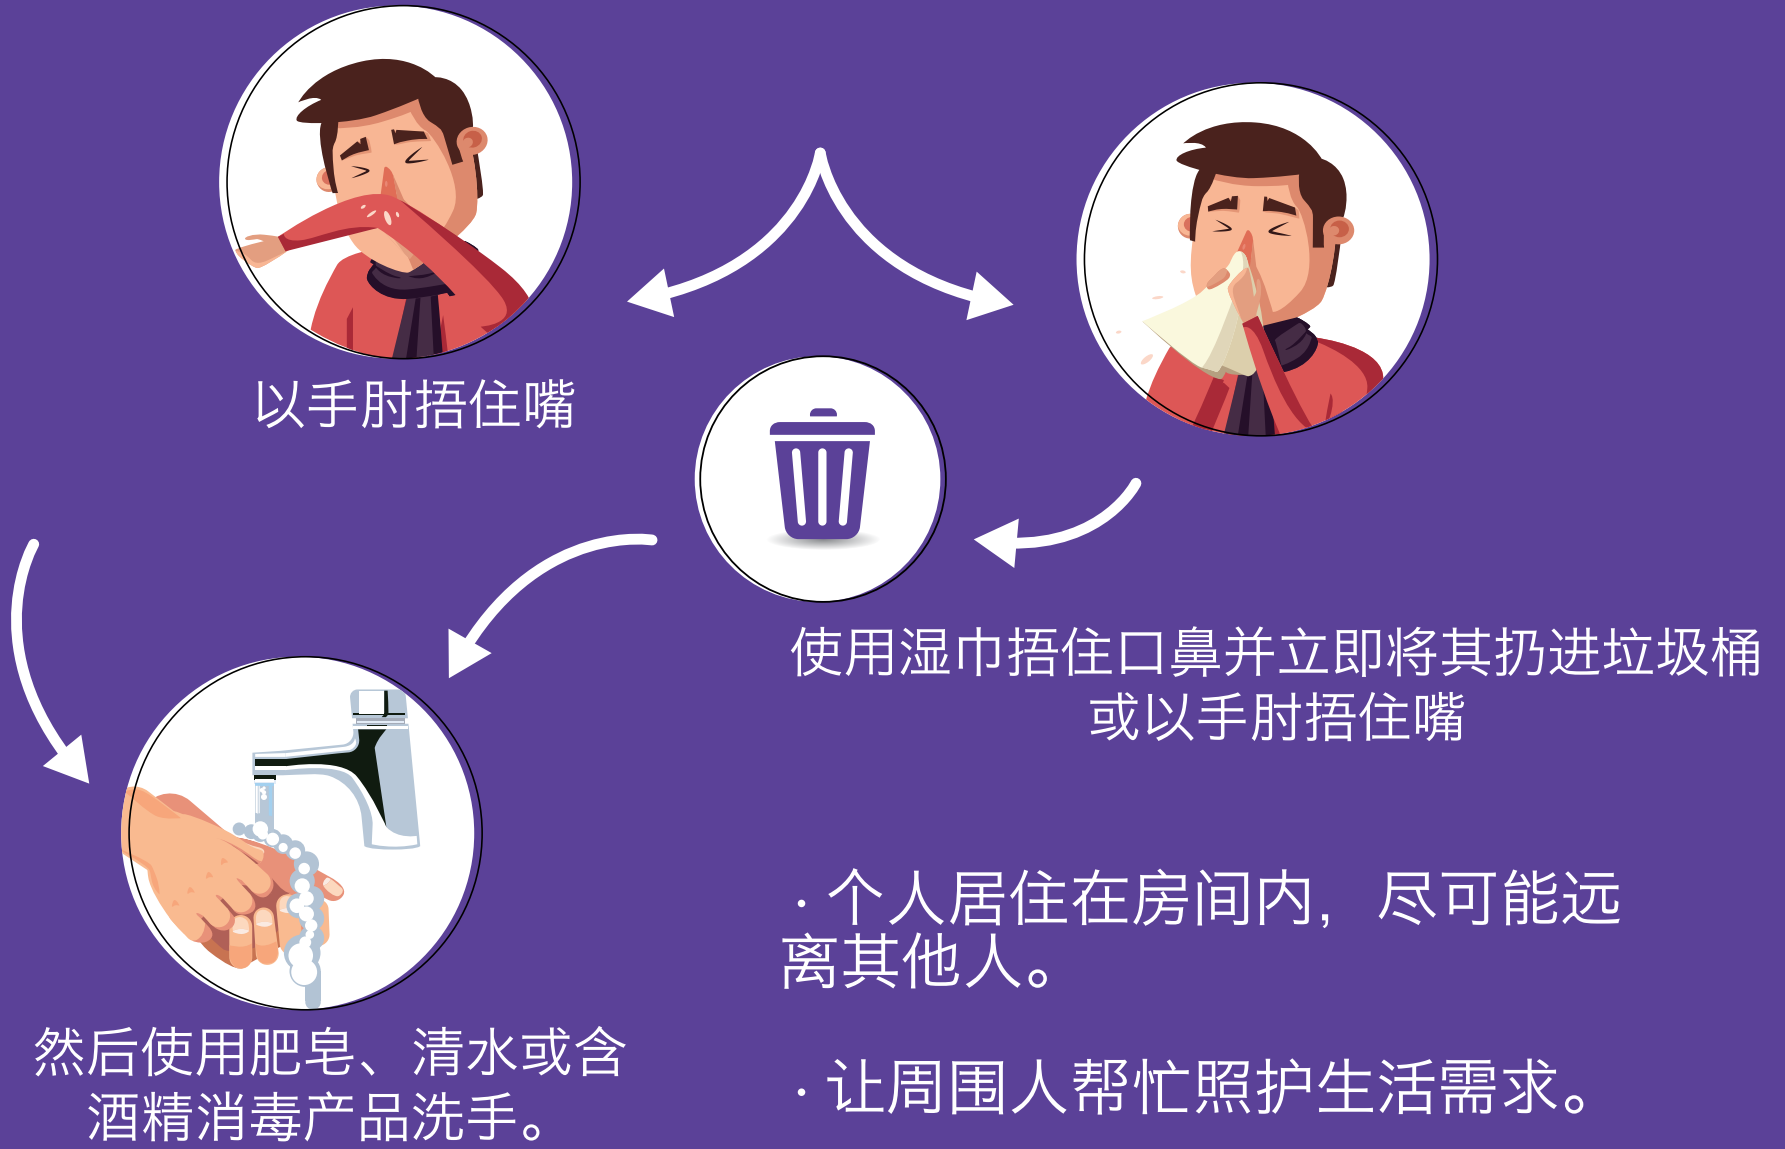 以手肘捂住嘴
使用湿巾捂住口鼻并立即将其扔进垃圾桶
或以手肘捂住嘴
然后使用肥皂、清水或含
酒精消毒产品洗手。
· 个人居住在房间内，尽可能远
离其他人。
· 让周围人帮忙照护生活需求。